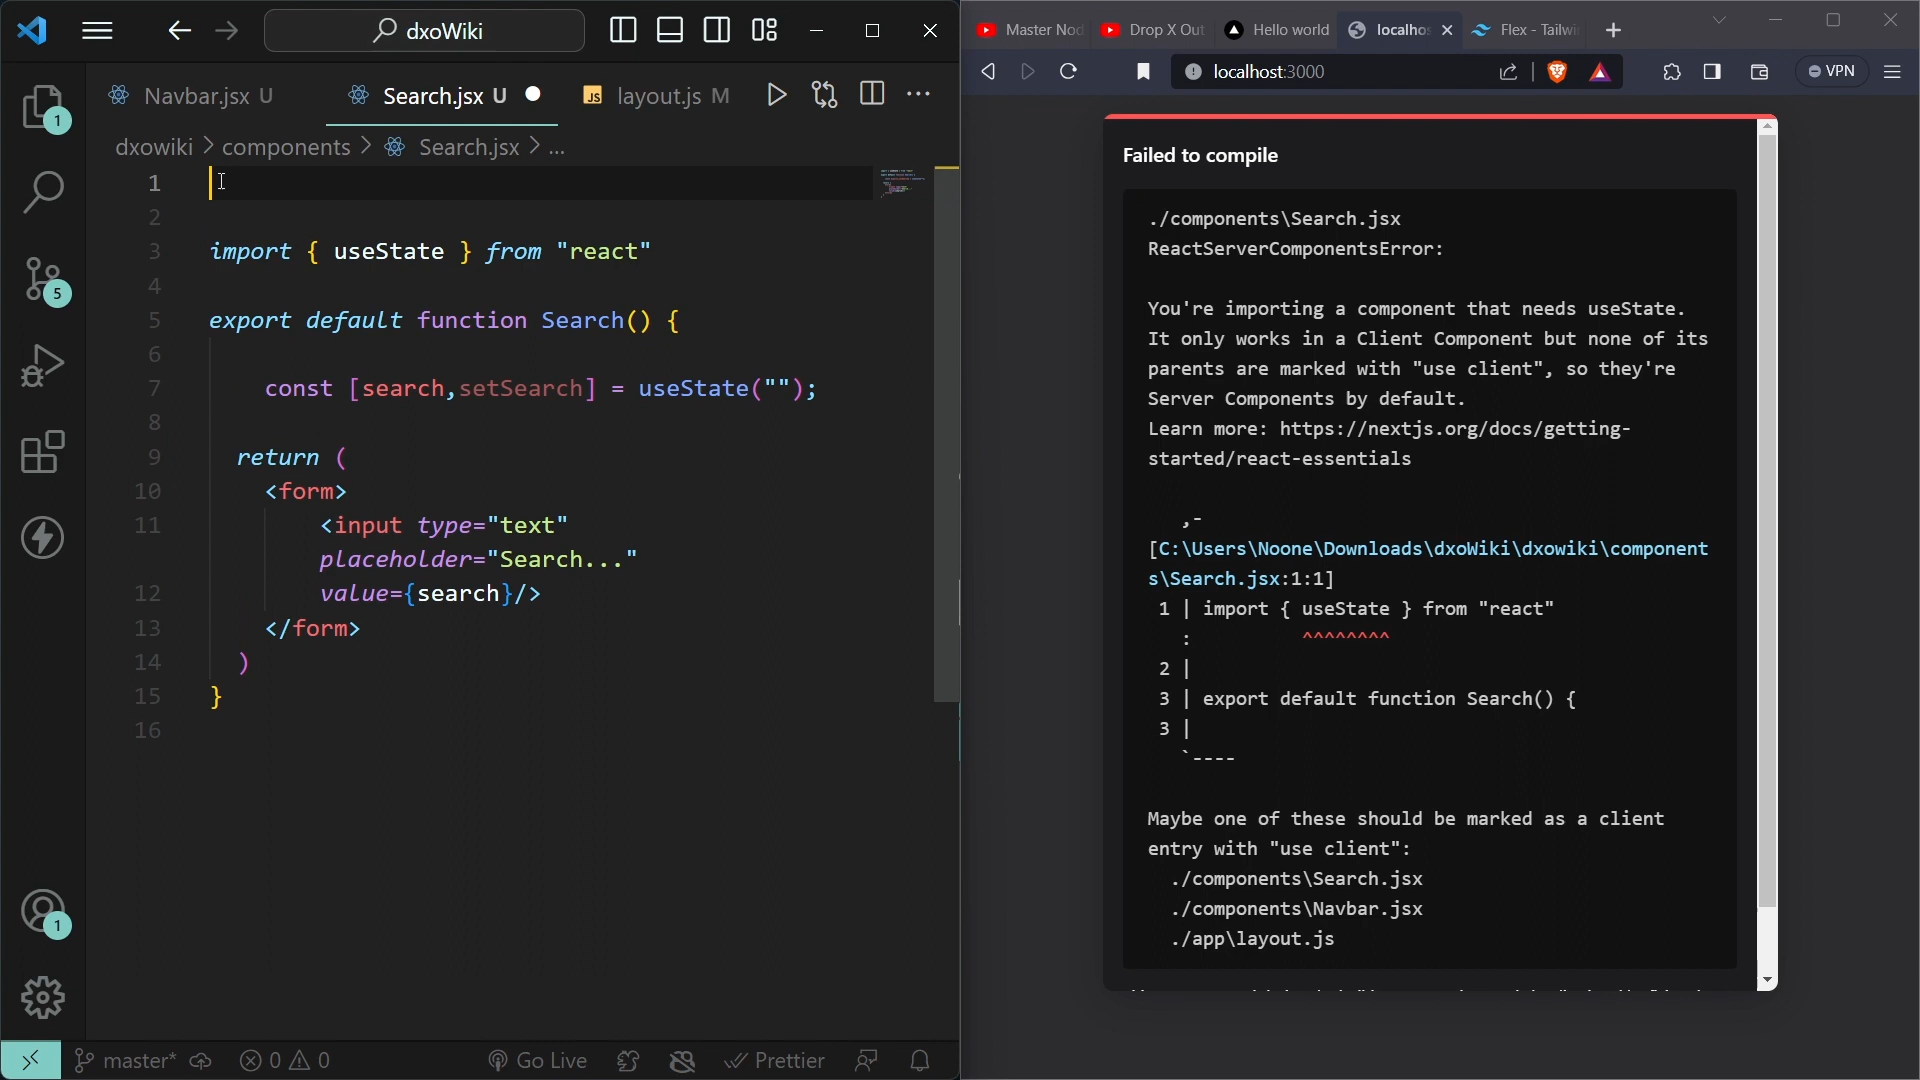 dxoWiki
Navbar.jsx U
Search.jsx U
JS layout.js M
dxowiki > components > Search.jsx > ...
1
2
3 import { useState } from "react"
4
5 export default function Search() {
6
7 const [search,setSearch] = useState("");
8
9 return (
10 <form>
11 <input type="text"
placeholder="Search..."
12 value={search}/>
13 </form>
14 )
15 }
16
1
5
1
master* 0 0 Go Live Prettier
Master Nod
Drop X Out
Hello world
localhos
Flex - Tailwi
localhost:3000
VPN
Failed to compile
./components\Search.jsx
ReactServerComponentsError:
You're importing a component that needs useState.
It only works in a Client Component but none of its
parents are marked with "use client", so they're
Server Components by default.
Learn more: https://nextjs.org/docs/getting-
started/react-essentials
,-
[C:\Users\Noone\Downloads\dxoWiki\dxowiki\component
s\Search.jsx:1:1]
1 | import { useState } from "react"
: ^^^^^^^^
2 |
3 | export default function Search() {
3 |
`----
Maybe one of these should be marked as a client
entry with "use client":
./components\Search.jsx
./components\Navbar.jsx
./app\layout.js